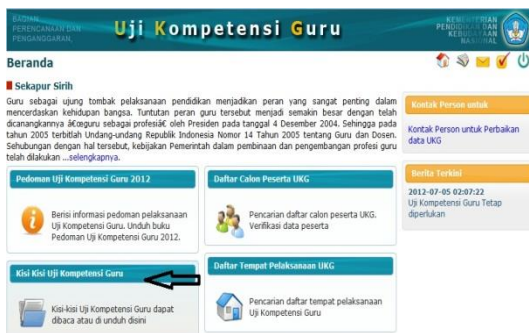 BAGIAN
PERENCANAAN DAN
PENGANGGARAN,
Uji Kompetensi Guru
KEMENTERIAN
PENDIDIKAN DAN
KEBUDAYAAN
NASIONAL
Beranda
Sekapur Sirih
Guru sebagai ujung tombak pelaksanaan pendidikan menjadikan peran yang sangat penting dalam
mencerdaskan kehidupan bangsa. Tuntutan peran guru tersebut menjadi semakin besar dengan telah
dicanangkannya â€œguru sebagai profesiâ€ oleh Presiden pada tanggal 4 Desember 2004. Sehingga pada
tahun 2005 terbitlah Undang-undang Republik Indonesia Nomor 14 Tahun 2005 tentang Guru dan Dosen.
Sehubungan dengan hal tersebut, kebijakan Pemerintah dalam pembinaan dan pengembangan profesi guru
telah dilakukan ...selengkapnya.
Kontak Person untuk
Kontak Person untuk Perbaikan
data UKG
Berita Terkini
2012-07-05 02:07:22
Uji Kompetensi Guru Tetap
diperlukan
Pedoman Uji Kompetensi Guru 2012
Berisi informasi pedoman pelaksanaan
Uji Kompetensi Guru. Unduh buku
Pedoman Uji Kompetensi Guru 2012.
Daftar Calon Peserta UKG
Pencarian daftar calon peserta UKG.
Verifikasi data peserta
Kisi Kisi Uji Kompetensi Guru
Kisi-kisi Uji Kompetensi Guru dapat
dibaca atau di unduh disini
Daftar Tempat Pelaksanaan UKG
Pencarian daftar tempat pelaksanaan
Uji Kompetensi Guru